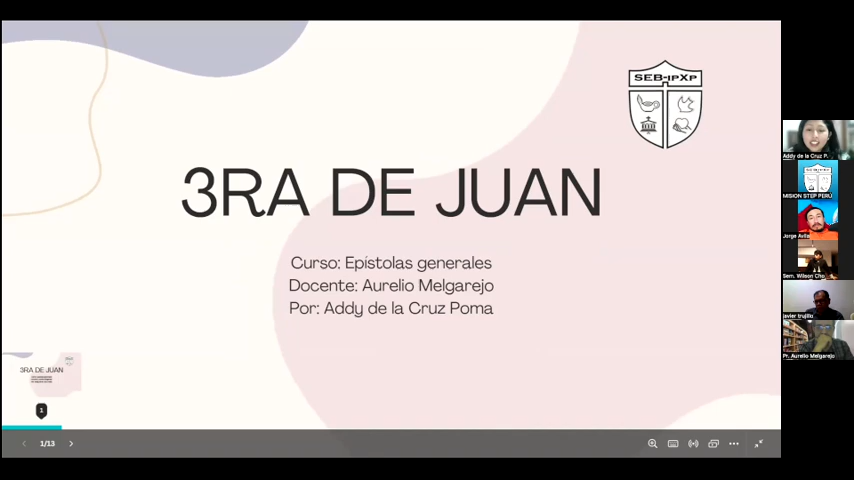 SEB-ipXp
3RA DE JUAN
Curso: Epístolas generales
Docente: Aurelio Melgarejo
Por: Addy de la Cruz Poma
3RA DE JUAN
1
1/13
Addy de la Cruz P.
MISION STEP PERÚ
Jorge Avila
Sem. Wilson Cho
javier trujillo
Pr. Aurelio Melgarejo